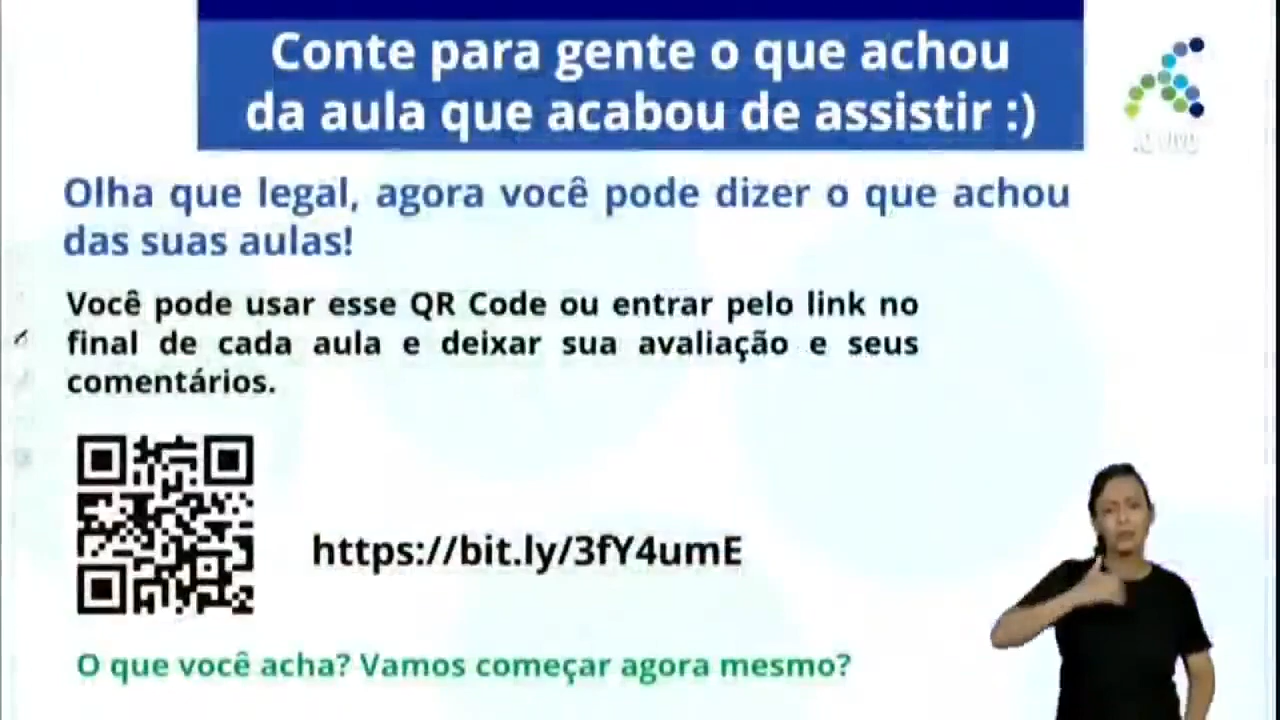 Conte para gente o que achou
da aula que acabou de assistir :)
Olha que legal, agora você pode dizer o que achou
das suas aulas!
Você pode usar esse QR Code ou entrar pelo link no
final de cada aula e deixar sua avaliação e seus
comentários.
https://bit.ly/3fY4umE
O que você acha? Vamos começar agora mesmo?